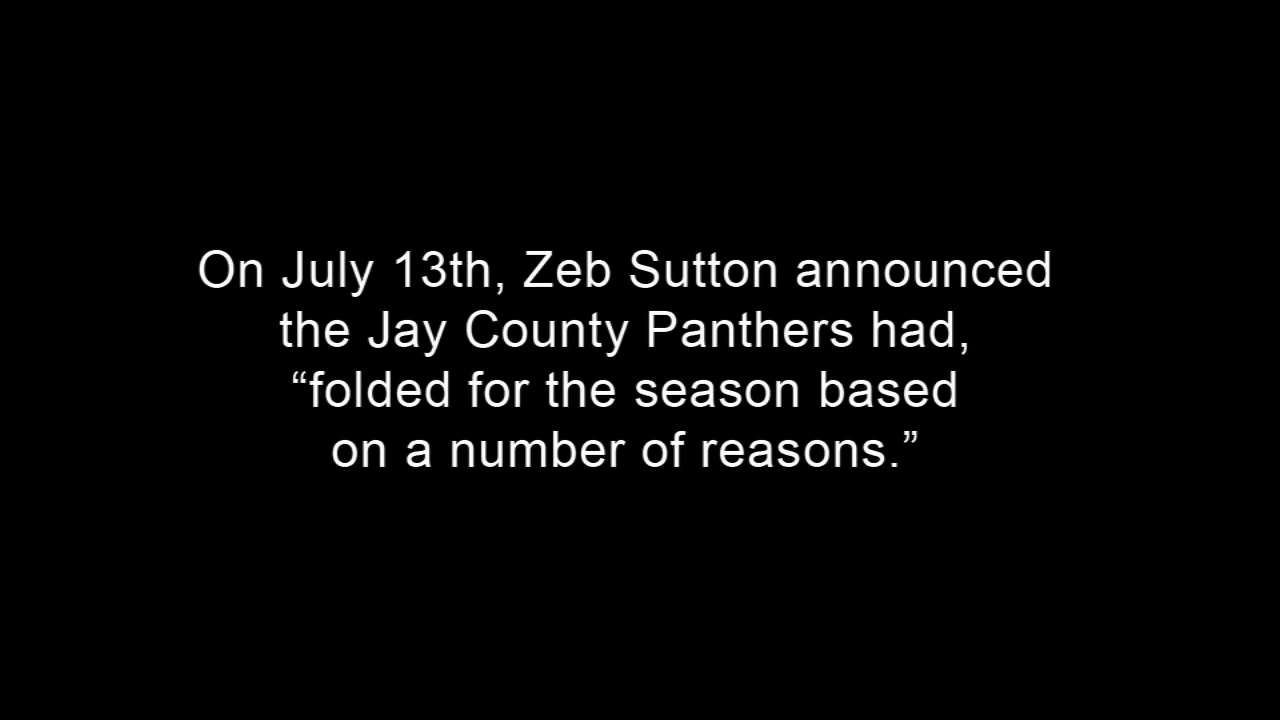 On July 13th, Zeb Sutton announced
the Jay County Panthers had,
“folded for the season based
on a number of reasons.”